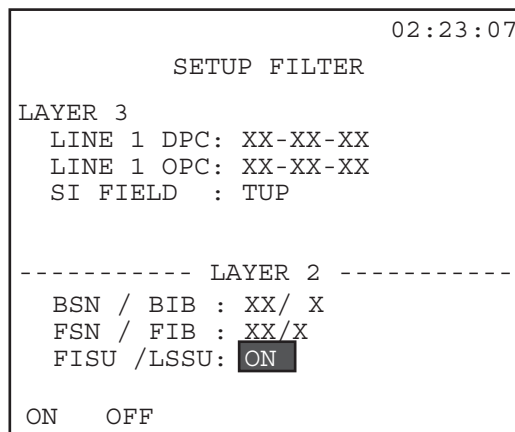 02:23:07
SETUP FILTER
LAYER 3
LINE 1 DPC: XX-XX-XX
LINE 1 OPC: XX-XX-XX
SI FIELD : TUP
----------- LAYER 2 -----------
BSN / BIB : XX/ X
FSN / FIB : XX/X
FISU /LSSU: ON
ON OFF